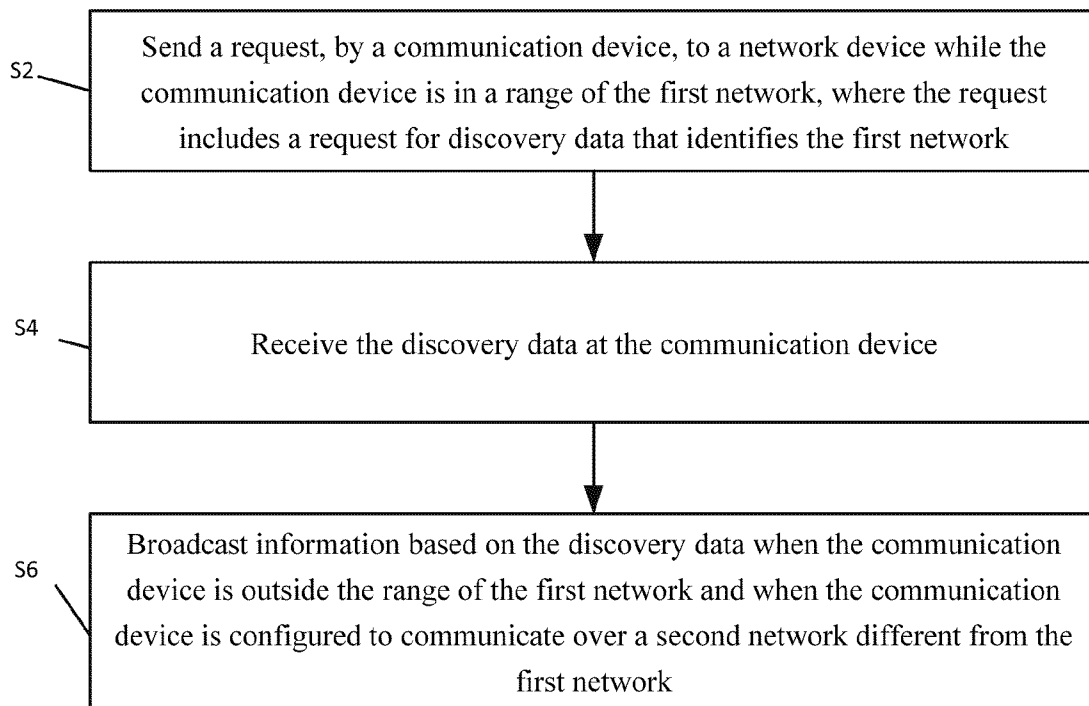 S2
Send a request, by a communication device, to a network device while the
communication device is in a range of the first network, where the request
includes a request for discovery data that identifies the first network
S4
Receive the discovery data at the communication device
S6
Broadcast information based on the discovery data when the communication
device is outside the range of the first network and when the communication
device is configured to communicate over a second network different from the
first network